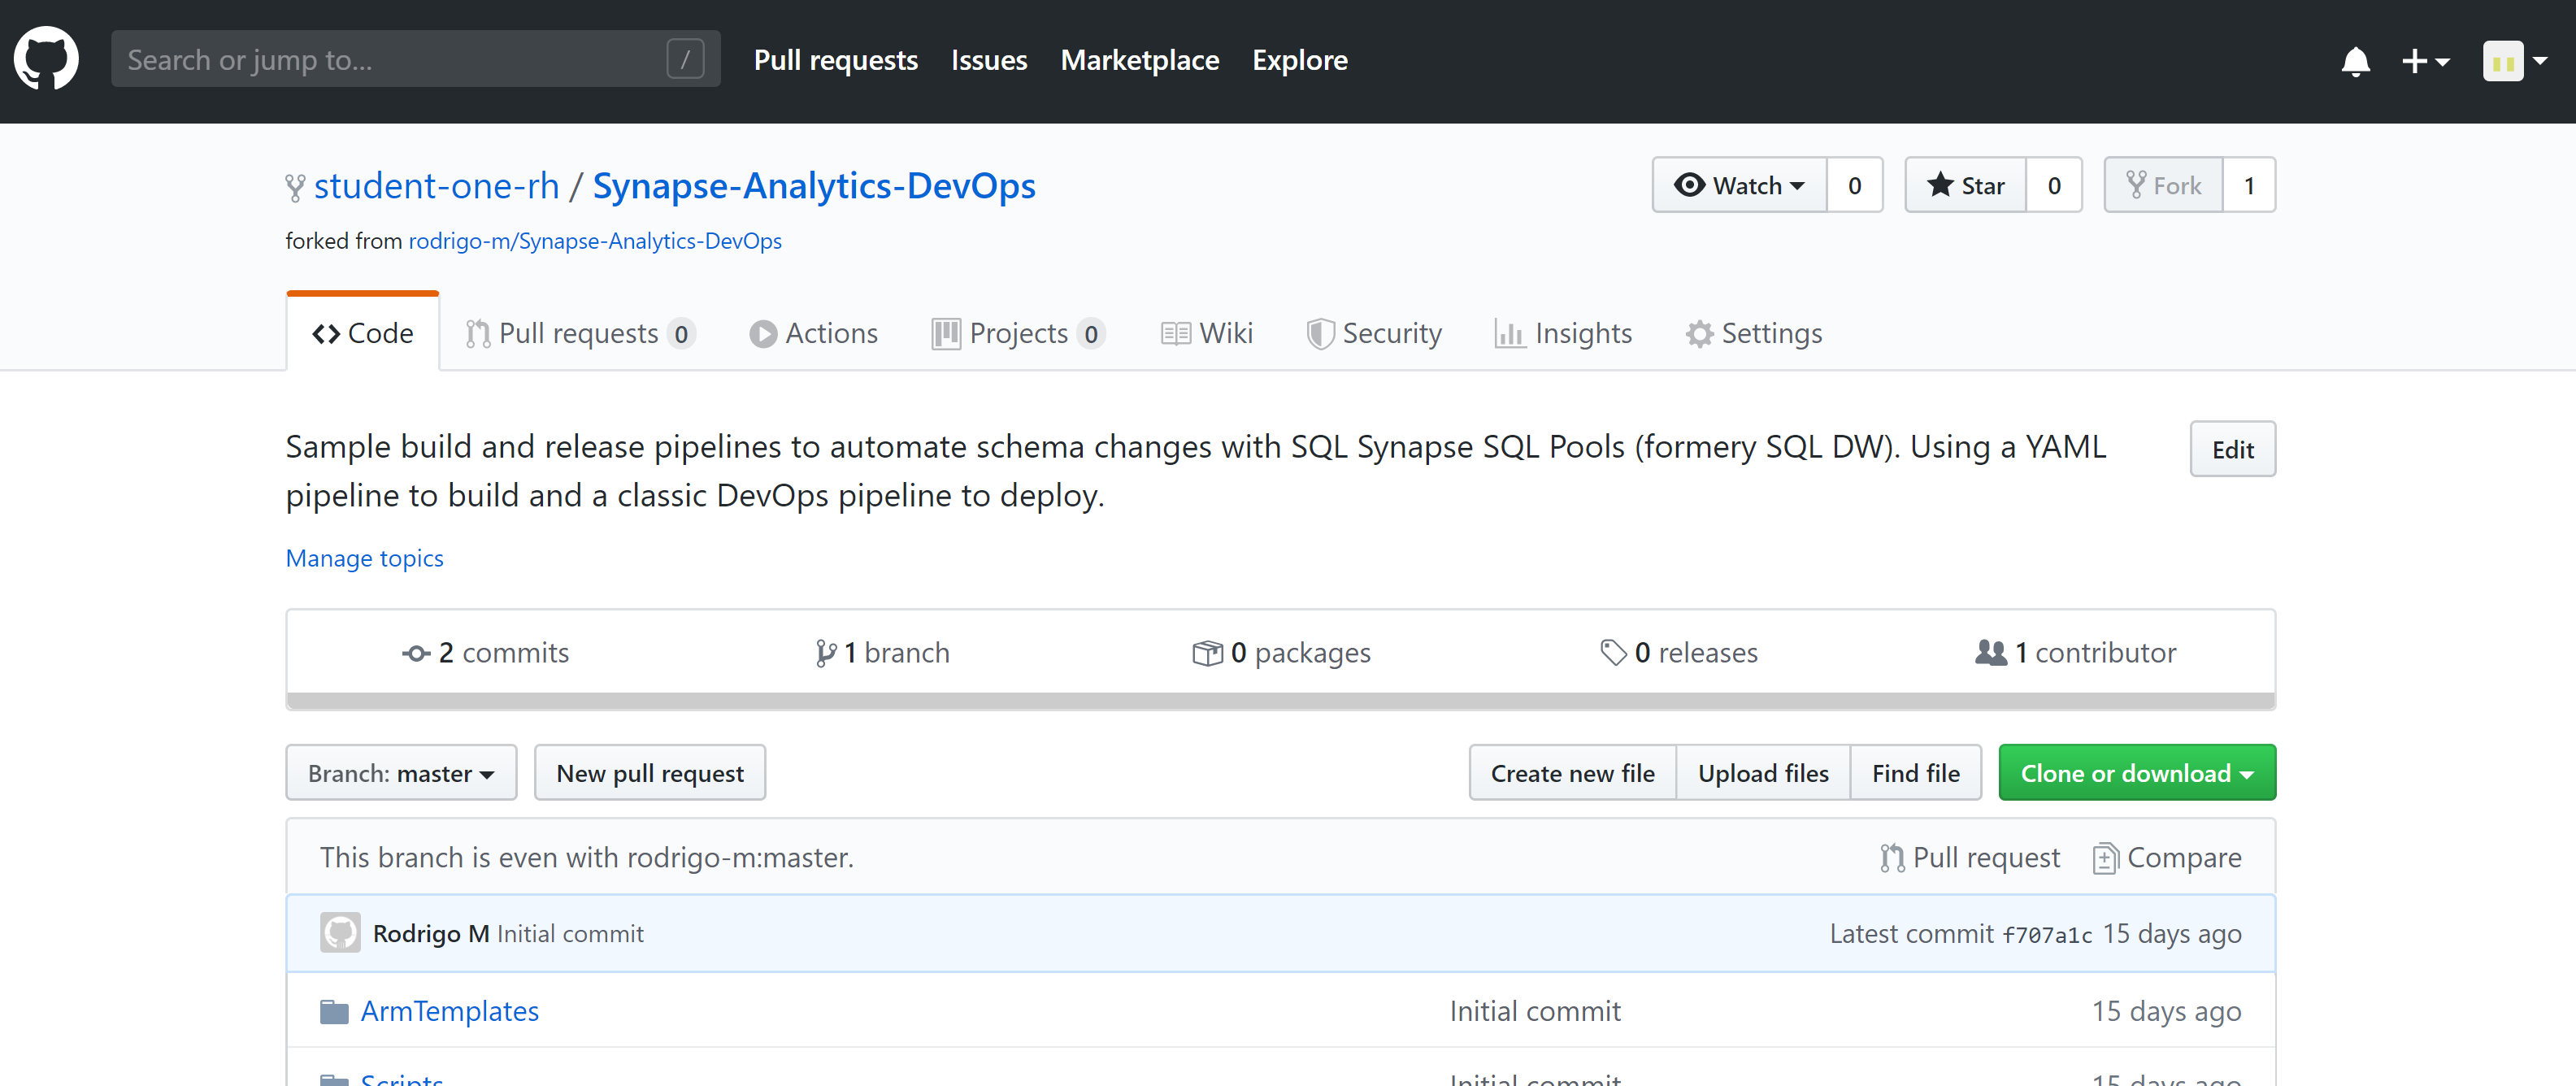 Search or jump to... /
Pull requests Issues Marketplace Explore
student-one-rh / Synapse-Analytics-DevOps
Watch 0 Star 0 Fork 1
forked from rodrigo-m/Synapse-Analytics-DevOps
Code Pull requests 0 Actions Projects 0 Wiki Security Insights Settings
Sample build and release pipelines to automate schema changes with SQL Synapse SQL Pools (formery SQL DW). Using a YAML
pipeline to build and a classic DevOps pipeline to deploy.
Edit
Manage topics
2 commits 1 branch 0 packages 0 releases 1 contributor
Branch: master New pull request Create new file Upload files Find file Clone or download
This branch is even with rodrigo-m:master. Pull request Compare
Rodrigo M Initial commit Latest commit f707a1c 15 days ago
ArmTemplates Initial commit 15 days ago
Scripts Initial commit 15 days ago